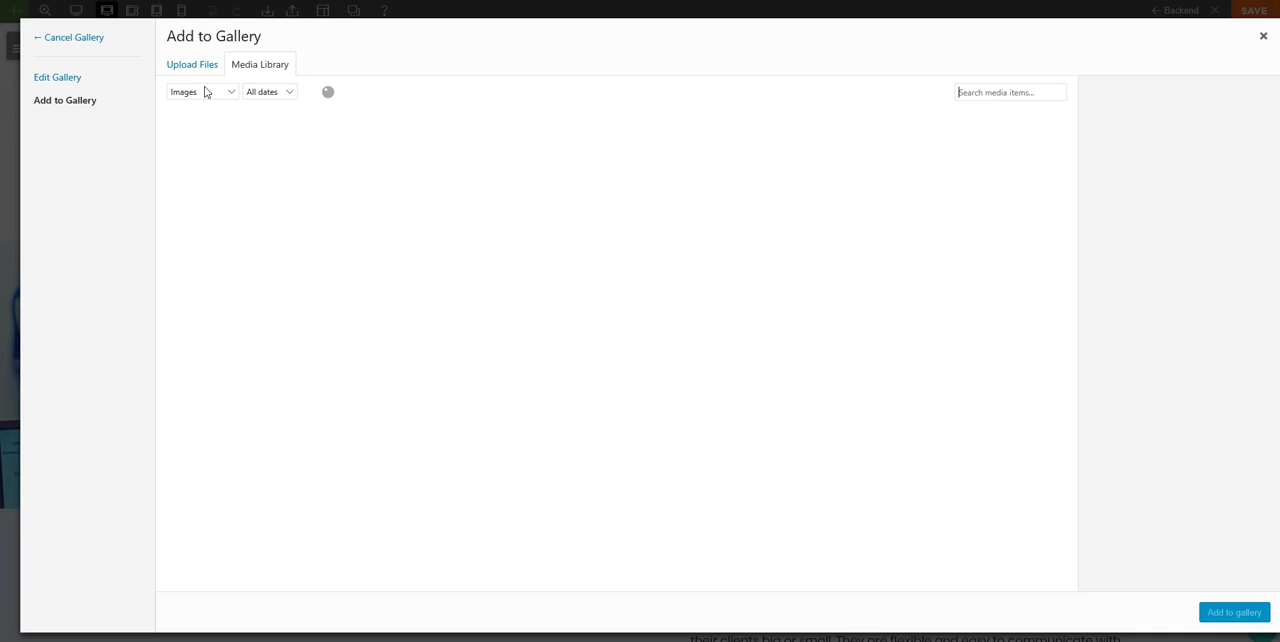 ← Backend
SAVE
← Cancel Gallery
Add to Gallery
Upload Files
Media Library
Edit Gallery
Add to Gallery
Images
All dates
Search media items...
Add to gallery
their clients big or small. They are flexible and easy to communicate with